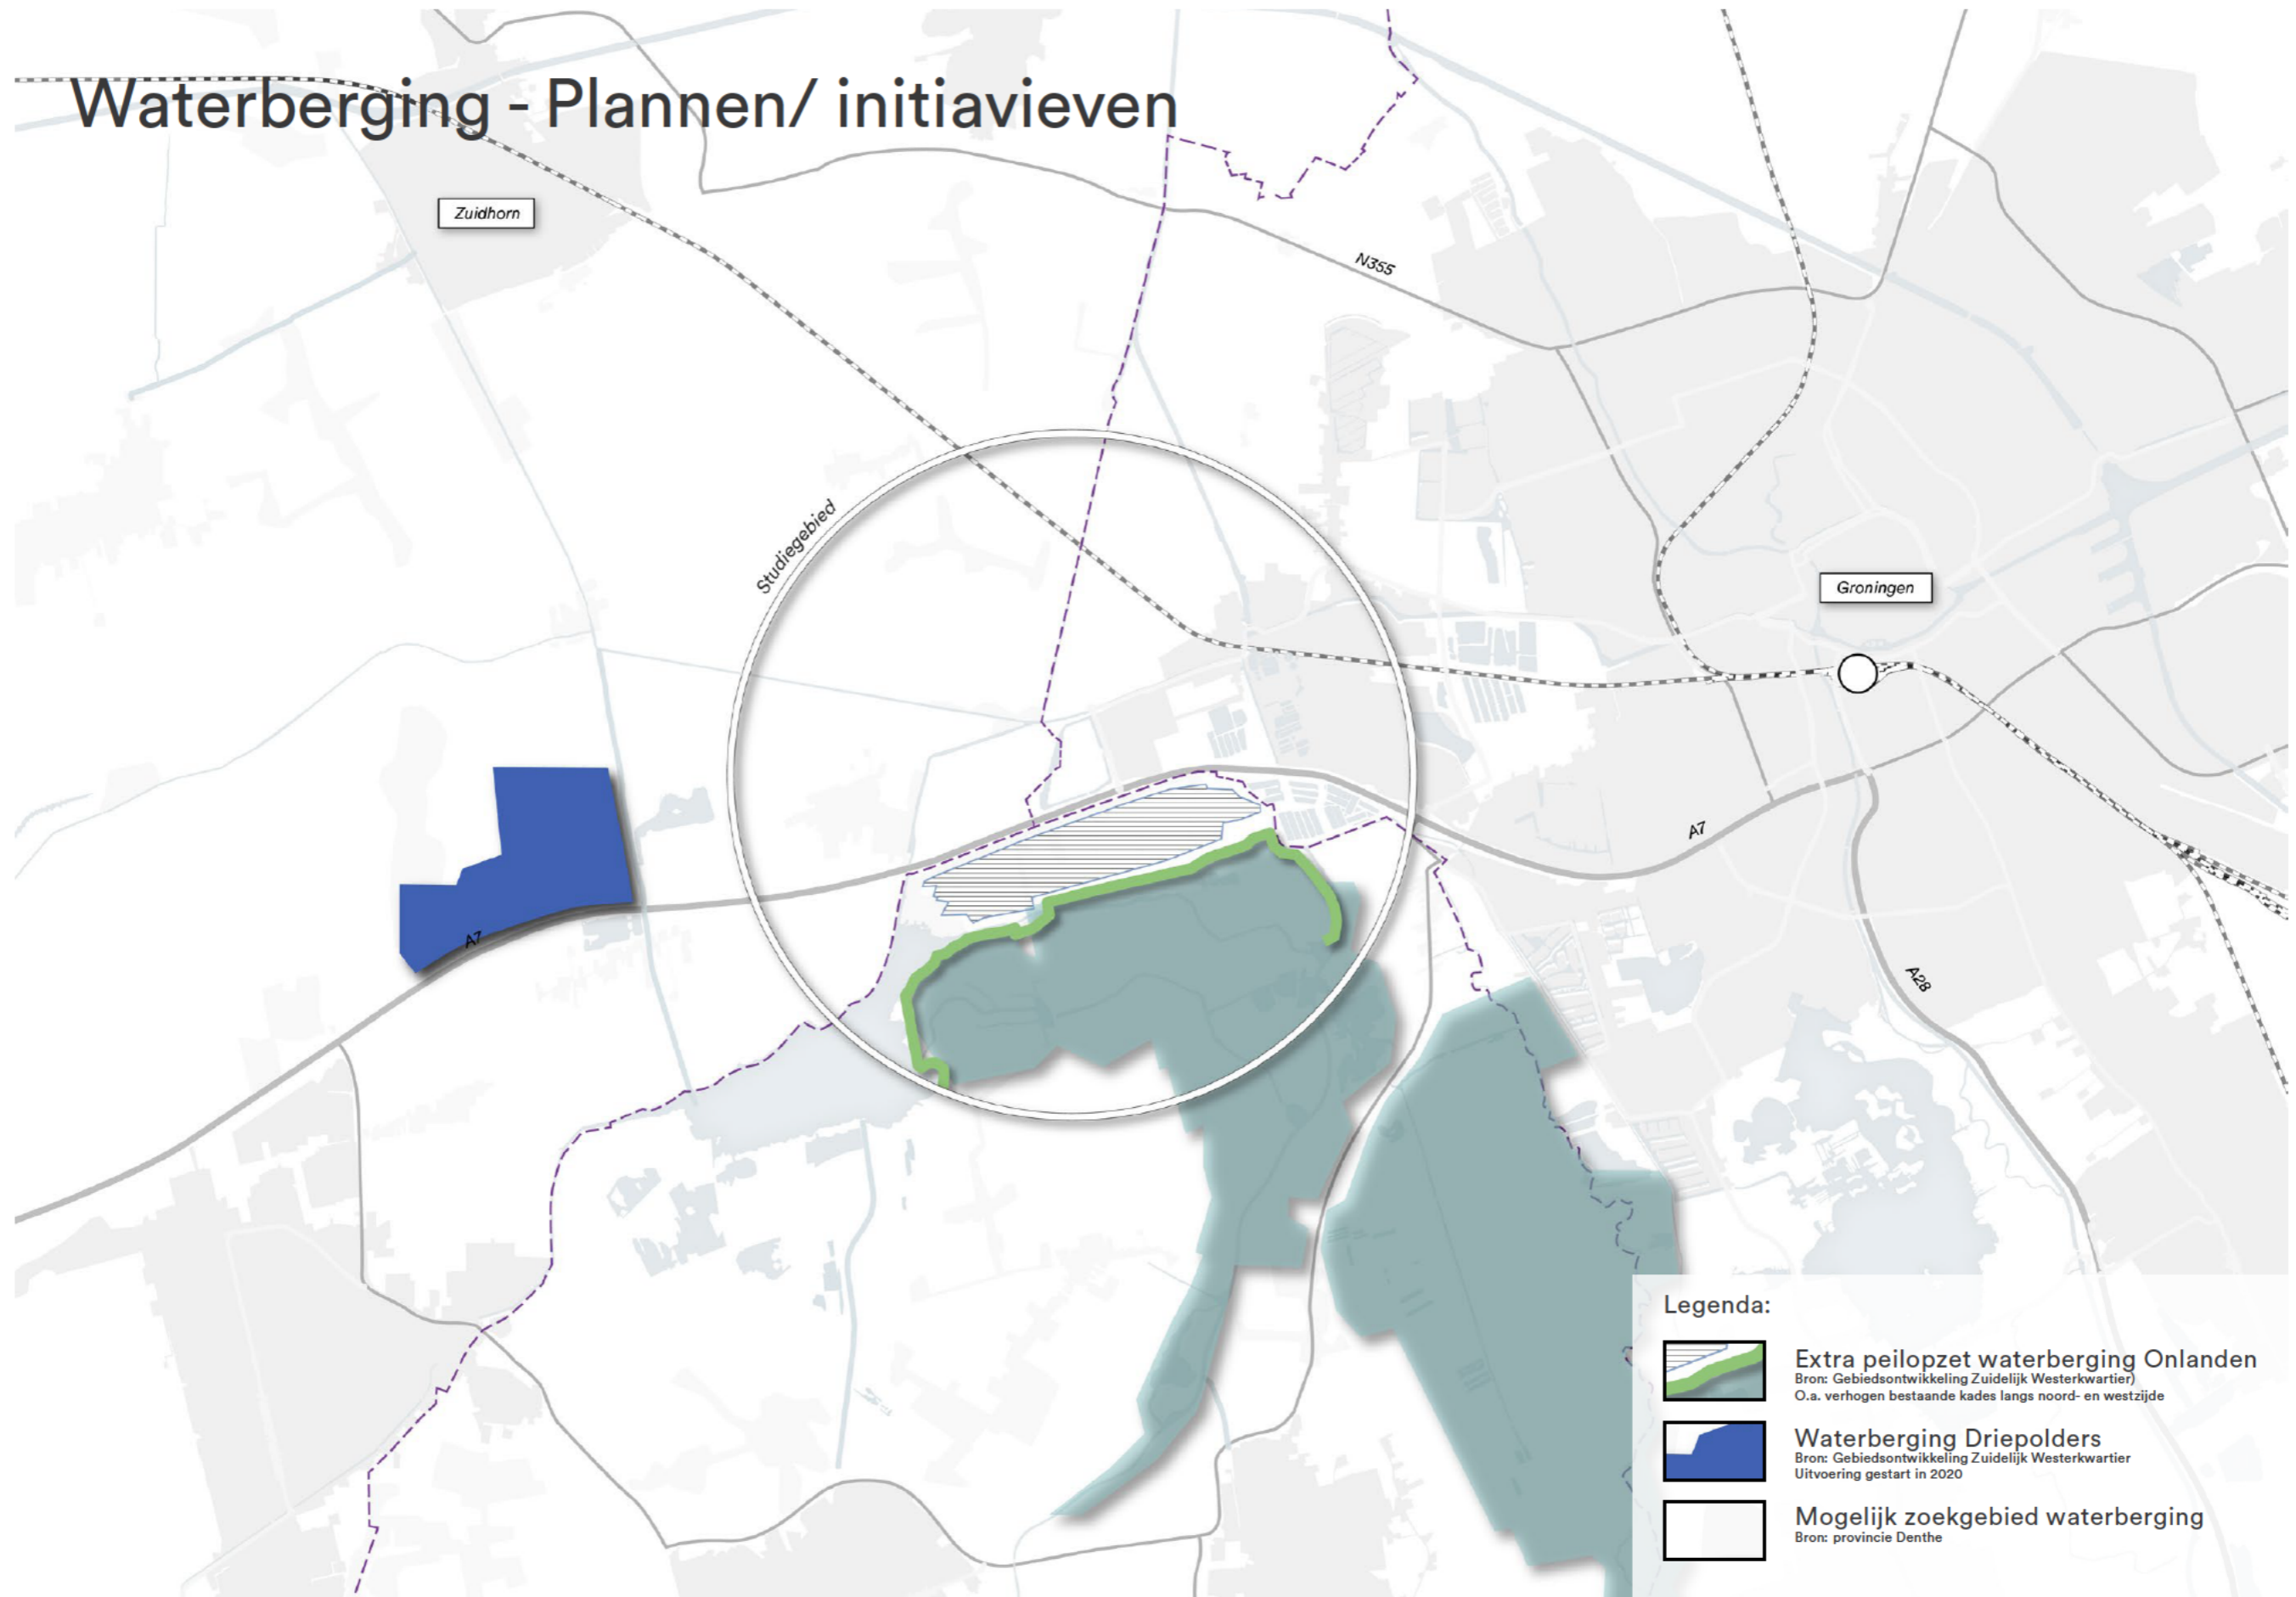 Waterberging - Plannen/ initiavieven
Zuidhorn
N355
Studiegebied
Groningen
A7
A7
A28
Legenda:
Extra peilopzet waterberging Onlanden
Bron: Gebiedsontwikkeling Zuidelijk Westerkwartier)
O.a. verhogen bestaande kades langs noord- en westzijde
Waterberging Driepolders
Bron: Gebiedsontwikkeling Zuidelijk Westerkwartier
Uitvoering gestart in 2020
Mogelijk zoekgebied waterberging
Bron: provincie Denthe